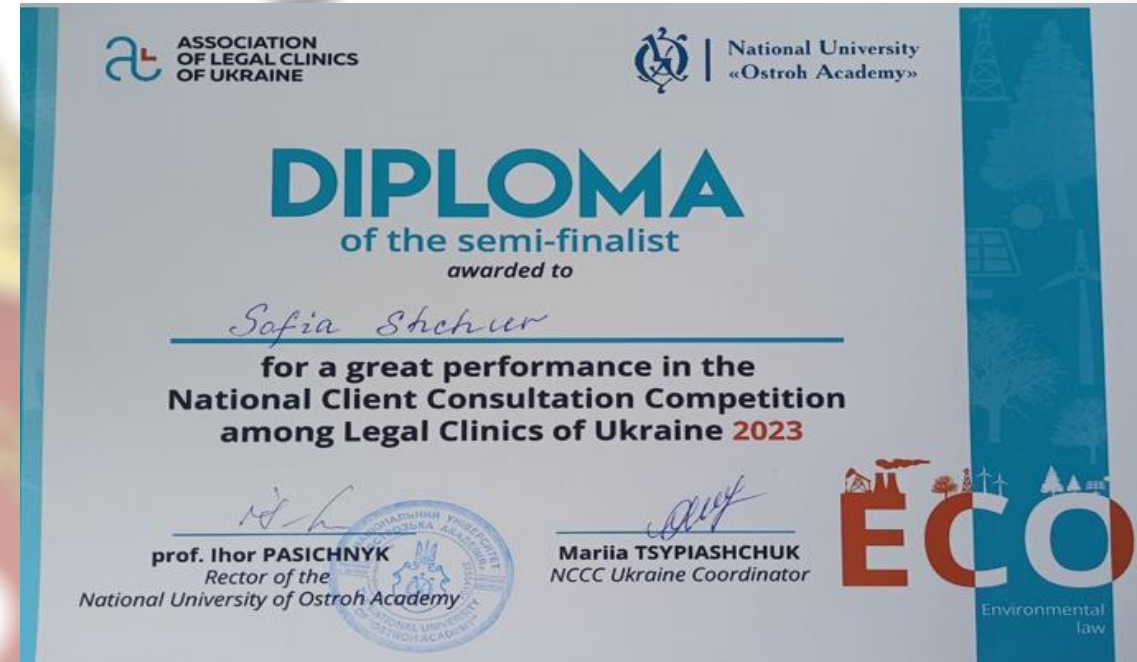 ASSOCIATION
OF LEGAL CLINICS
OF UKRAINE
National University
«Ostroh Academy»
DIPLOMA
of the semi-finalist
awarded to
Sofia
for a great performance in the
National Client Consultation Competition
among Legal Clinics of Ukraine 2023
prof. Ihor PASICHNYK
Rector of the
National University of Ostroh Academy
Mariia TSYPIASHCHUK
NCCC Ukraine Coordinator
ECO
Environmental
law